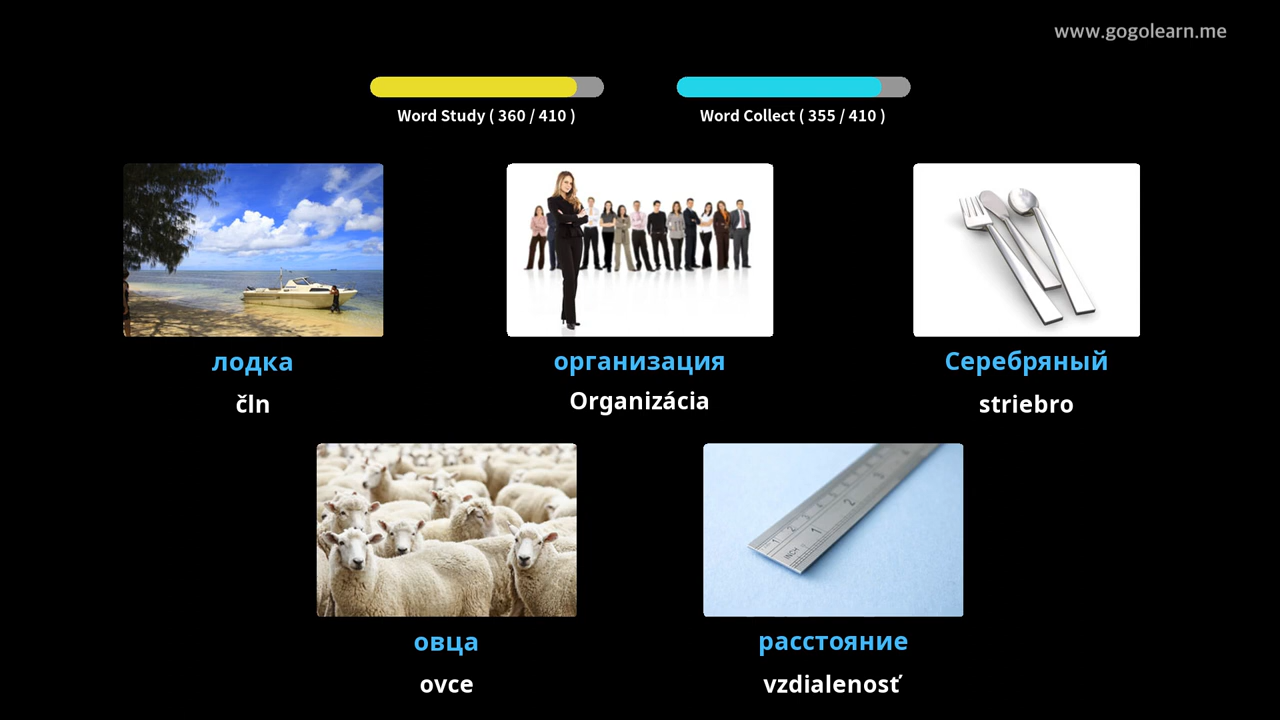 www.gogolearn.me
Word Study ( 360 / 410 )
Word Collect ( 355 / 410 )
лодка
организация
Серебряный
čln
Organizácia
striebro
овца
расстояние
ovce
vzdialenosť